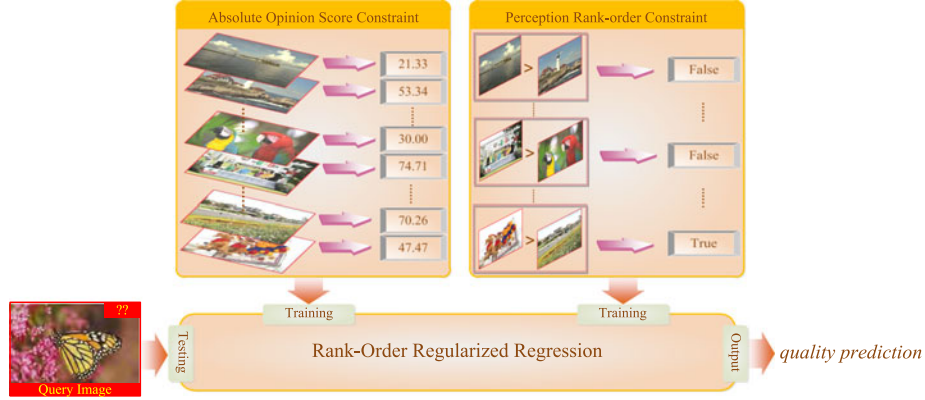 Absolute Opinion Score Constraint
21.33
53.34
30.00
74.71
70.26
47.47
Perception Rank-order Constraint
>
False
>
False
>
True
Training
Training
??
Query Image
Testing
Rank-Order Regularized Regression
Output
quality prediction